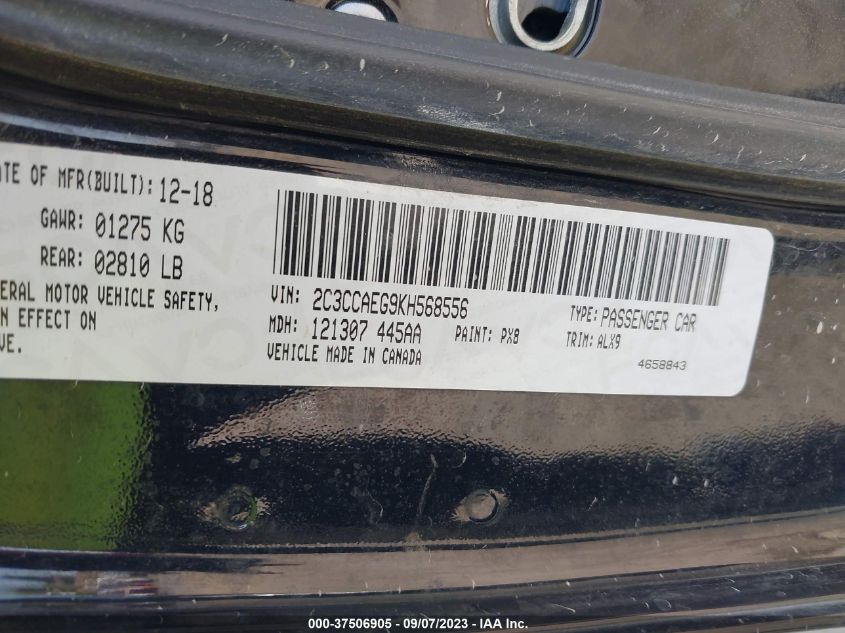 ATE OF MFR(BUILT): 12-18
GAWR: 01275 KG
REAR: 02810 LB
ERAL MOTOR VEHICLE SAFETY,
N EFFECT ON
VE.
VIN: 2C3CCAEG9KH568556
MDH: 121307 445AA PAINT: PX8
VEHICLE MADE IN CANADA
TYPE: PASSENGER CAR
TRIM: ALX9
4658843
000-37506905 - 09/07/2023 - IAA Inc.